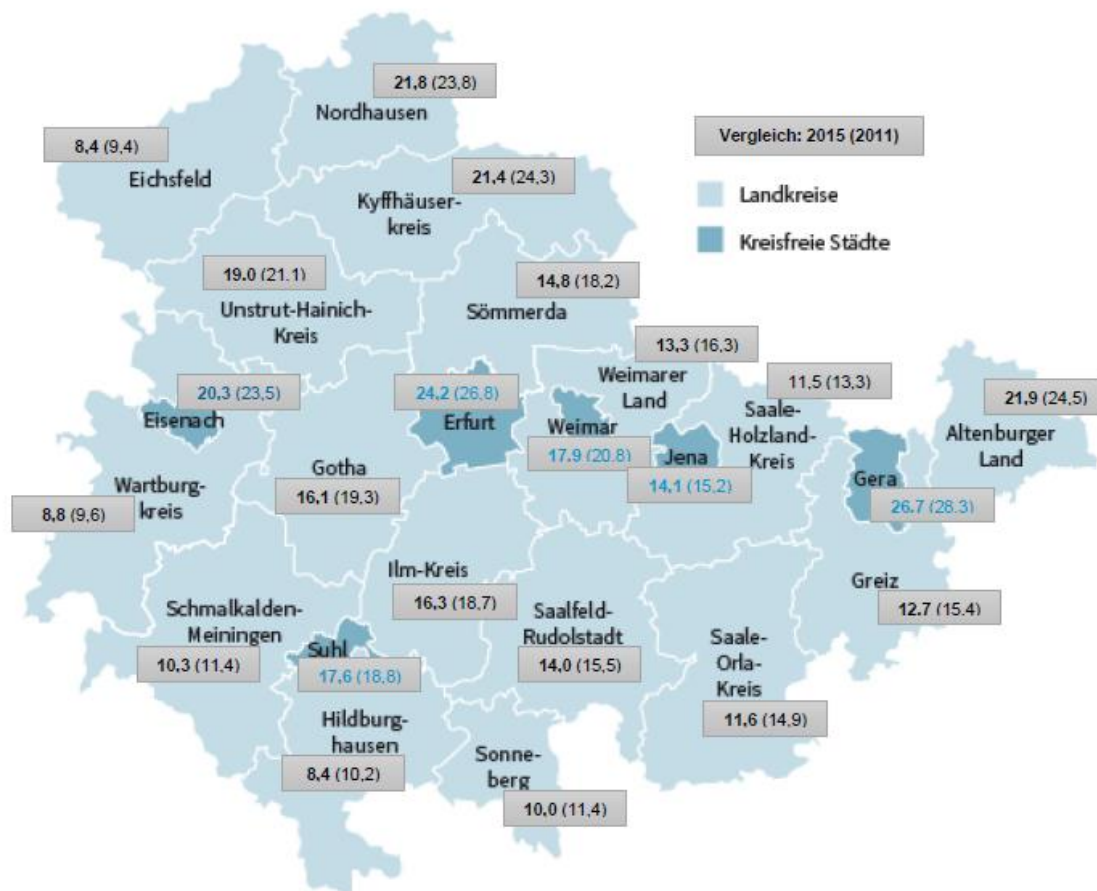 21,8 (23,8)
Nordhausen
8,4 (9,4)
Eichsfeld
Vergleich: 2015 (2011)
Landkreise
Kreisfreie Städte
21,4 (24,3)
Kyffhäuser-
kreis
19.0 (21.1)
Unstrut-Hainich-
Kreis
14,8 (18,2)
Sömmerda
13,3 (16,3)
Weimarer
Land
11,5 (13,3)
Saale-
Holzland-
Kreis
21,9 (24,5)
Altenburger
Land
20,3 (23,5)
Eisenach
24,2 (26,8)
Erfurt
Weimar
17.9 (20.8)
Jena
14,1 (15,2)
Gera
26.7 (28.3)
Gotha
16,1 (19,3)
Wartburg-
kreis
8,8 (9,6)
Ilm-Kreis
16,3 (18,7)
Greiz
12.7 (15.4)
Schmalkalden-
Meiningen
10,3 (11,4)
Suhl
17,6 (18,8)
Saalfeld-
Rudolstadt
14,0 (15,5)
Saale-
Orla-
Kreis
11,6 (14,9)
Hildburg-
hausen
8,4 (10,2)
Sonne-
berg
10,0 (11,4)